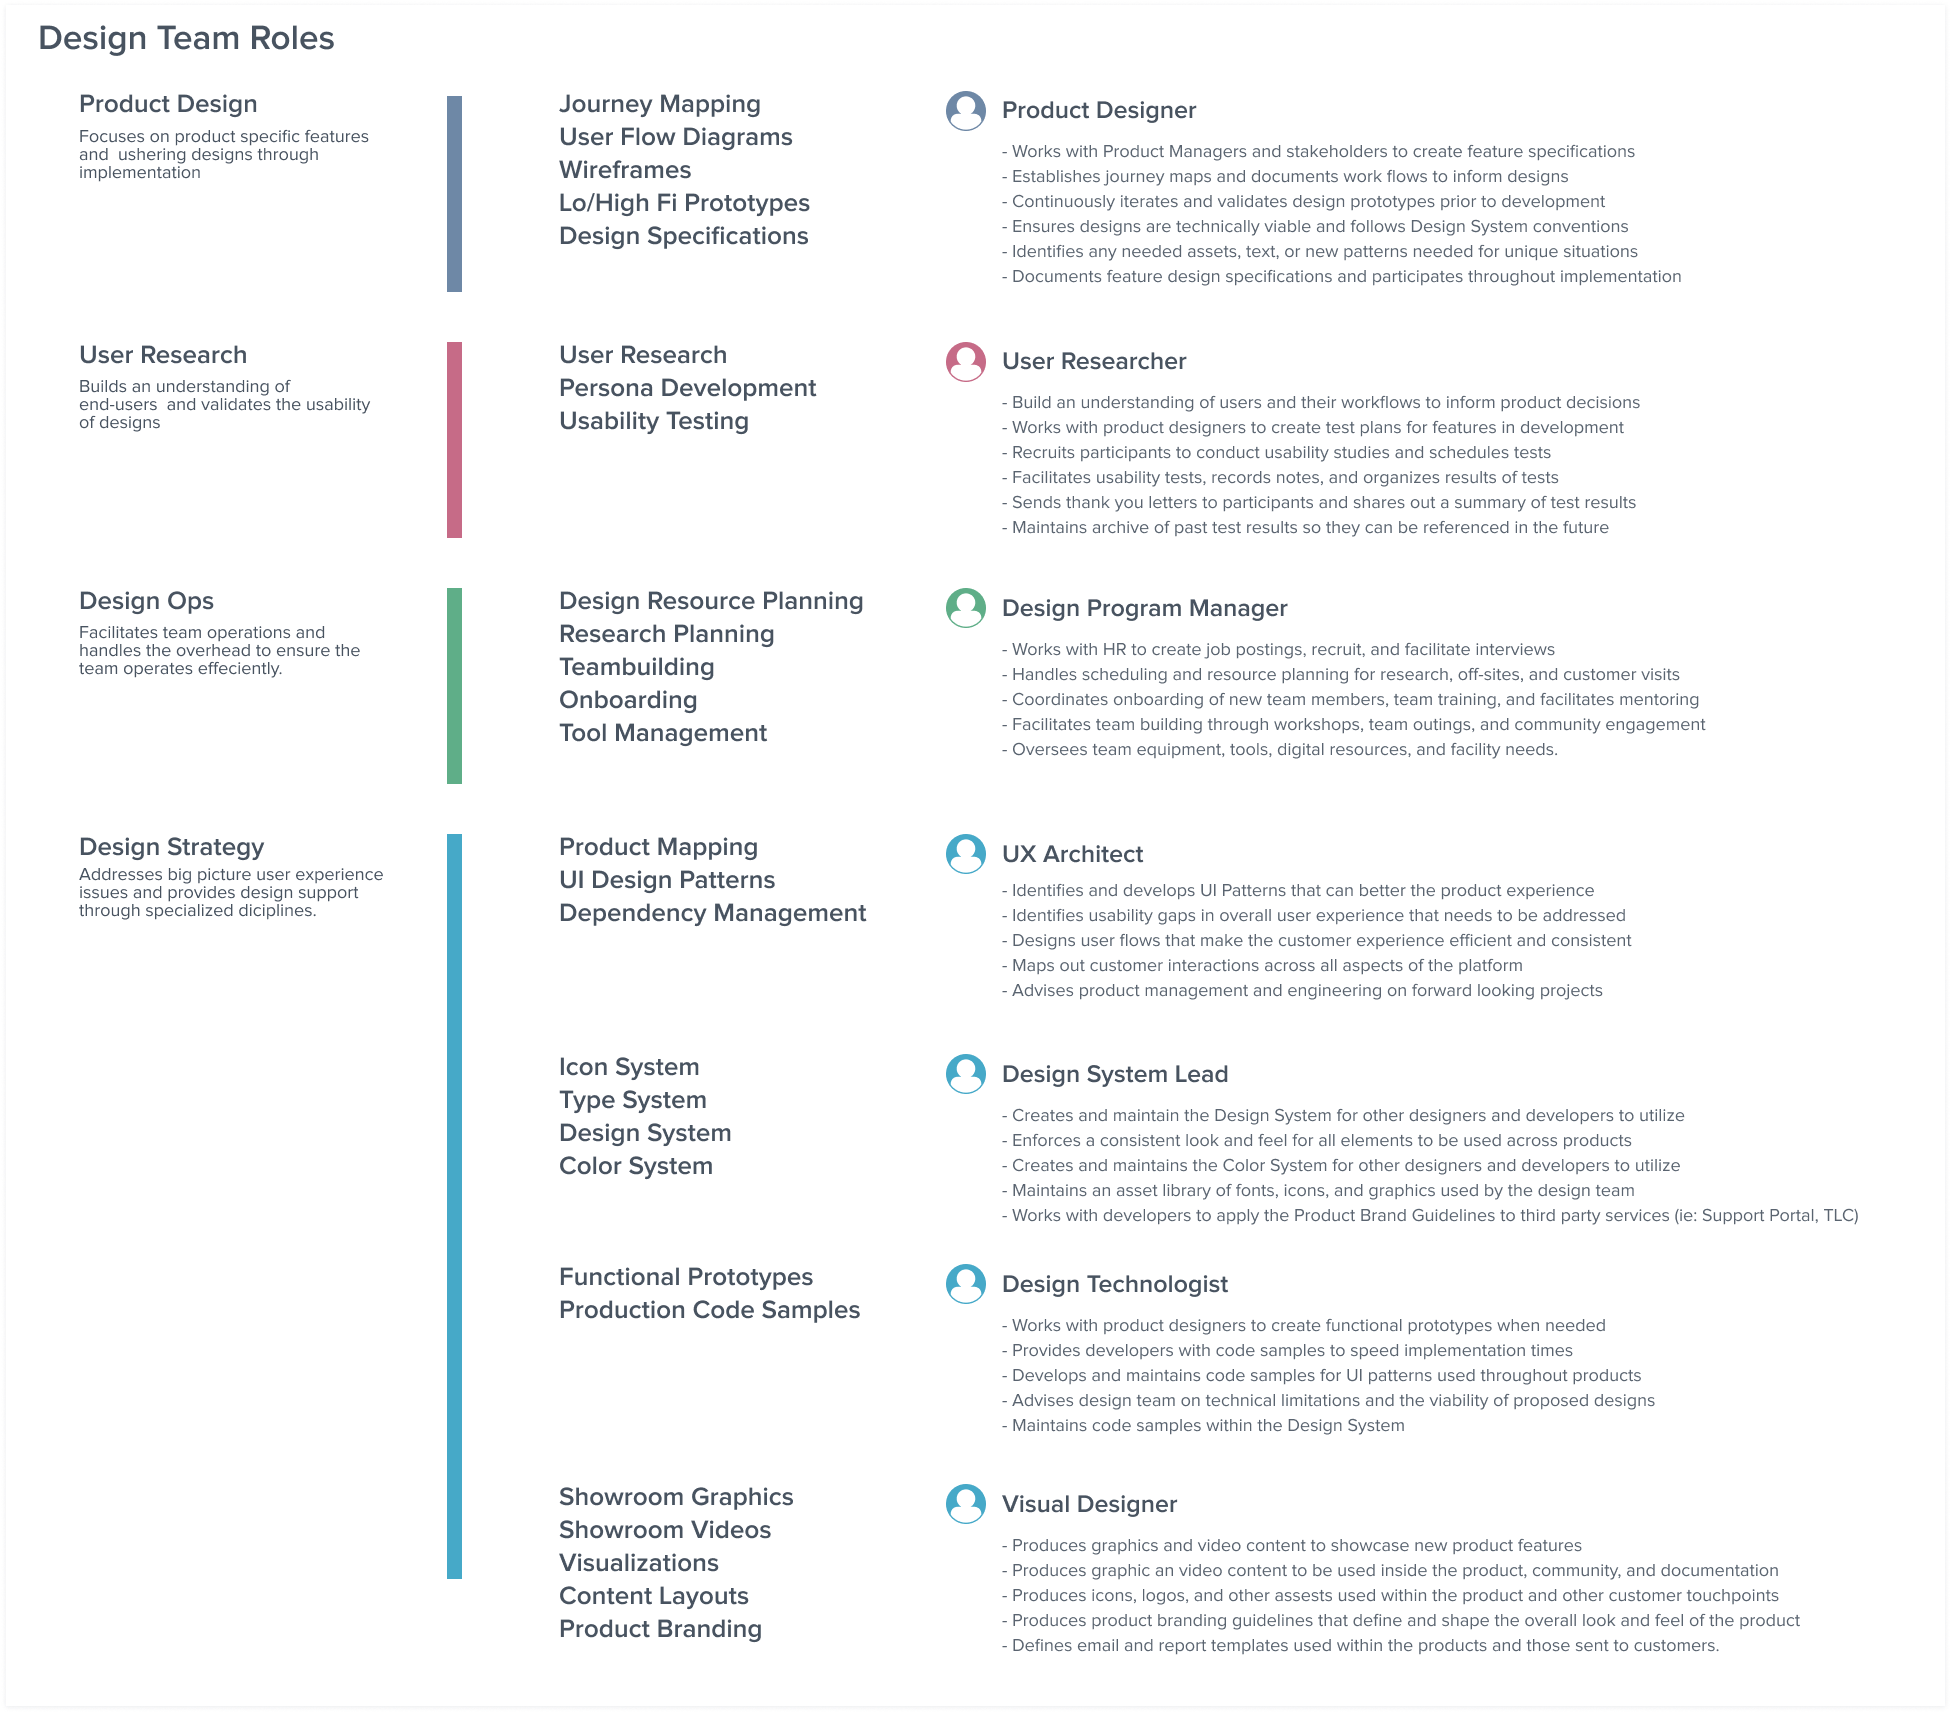 Design Team Roles
Product Design
Focuses on product specific features
and  ushering designs through
implementation
Journey Mapping
User Flow Diagrams
Wireframes
Lo/High Fi Prototypes
Design Specifications
Product Designer
- Works with Product Managers and stakeholders to create feature specifications
- Establishes journey maps and documents work flows to inform designs
- Continuously iterates and validates design prototypes prior to development
- Ensures designs are technically viable and follows Design System conventions
- Identifies any needed assets, text, or new patterns needed for unique situations
- Documents feature design specifications and participates throughout implementation
User Research
Builds an understanding of
end-users  and validates the usability
of designs
User Research
Persona Development
Usability Testing
User Researcher
- Build an understanding of users and their workflows to inform product decisions
- Works with product designers to create test plans for features in development
- Recruits participants to conduct usability studies and schedules tests
- Facilitates usability tests, records notes, and organizes results of tests
- Sends thank you letters to participants and shares out a summary of test results
- Maintains archive of past test results so they can be referenced in the future
Design Ops
Facilitates team operations and
handles the overhead to ensure the
team operates effeciently.
Design Resource Planning
Research Planning
Teambuilding
Onboarding
Tool Management
Design Program Manager
- Works with HR to create job postings, recruit, and facilitate interviews
- Handles scheduling and resource planning for research, off-sites, and customer visits
- Coordinates onboarding of new team members, team training, and facilitates mentoring
- Facilitates team building through workshops, team outings, and community engagement
- Oversees team equipment, tools, digital resources, and facility needs.
Design Strategy
Addresses big picture user experience
issues and provides design support
through specialized diciplines.
Product Mapping
UI Design Patterns
Dependency Management
UX Architect
- Identifies and develops UI Patterns that can better the product experience
- Identifies usability gaps in overall user experience that needs to be addressed
- Designs user flows that make the customer experience efficient and consistent
- Maps out customer interactions across all aspects of the platform
- Advises product management and engineering on forward looking projects
Icon System
Type System
Design System
Color System
Design System Lead
- Creates and maintain the Design System for other designers and developers to utilize
- Enforces a consistent look and feel for all elements to be used across products
- Creates and maintains the Color System for other designers and developers to utilize
- Maintains an asset library of fonts, icons, and graphics used by the design team
- Works with developers to apply the Product Brand Guidelines to third party services (ie: Support Portal, TLC)
Functional Prototypes
Production Code Samples
Design Technologist
- Works with product designers to create functional prototypes when needed
- Provides developers with code samples to speed implementation times
- Develops and maintains code samples for UI patterns used throughout products
- Advises design team on technical limitations and the viability of proposed designs
- Maintains code samples within the Design System
Showroom Graphics
Showroom Videos
Visualizations
Content Layouts
Product Branding
Visual Designer
- Produces graphics and video content to showcase new product features
- Produces graphic an video content to be used inside the product, community, and documentation
- Produces icons, logos, and other assests used within the product and other customer touchpoints
- Produces product branding guidelines that define and shape the overall look and feel of the product
- Defines email and report templates used within the products and those sent to customers.